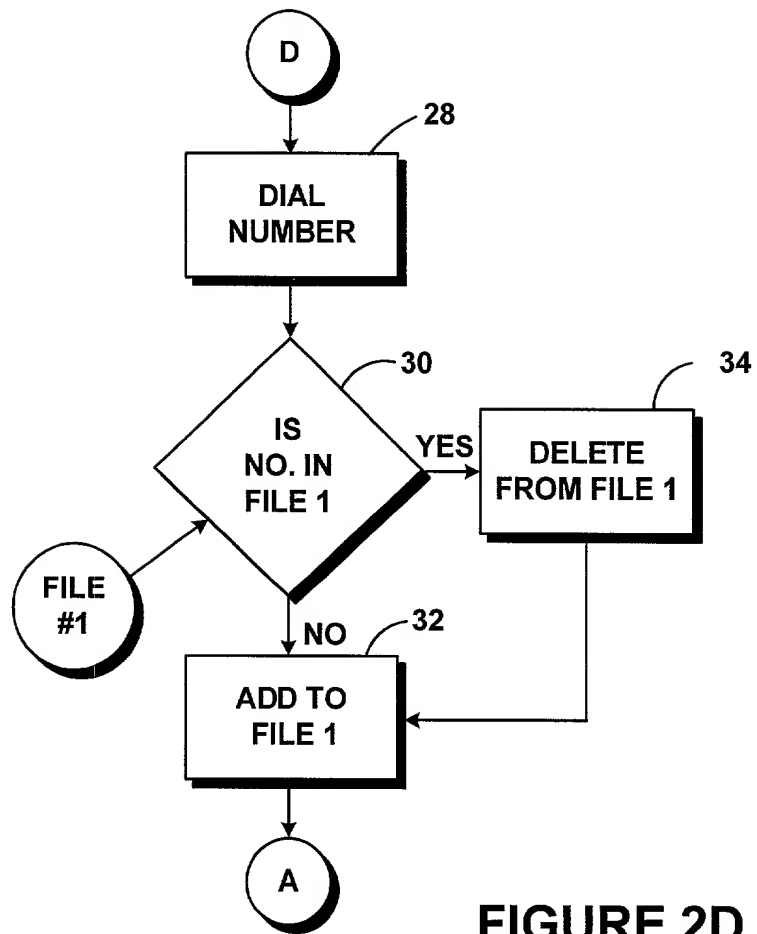 D
28
DIAL
NUMBER
30
34
IS
NO. IN
FILE 1
YES
DELETE
FROM FILE 1
FILE
#1
NO
32
ADD TO
FILE 1
A
FIGURE 2D